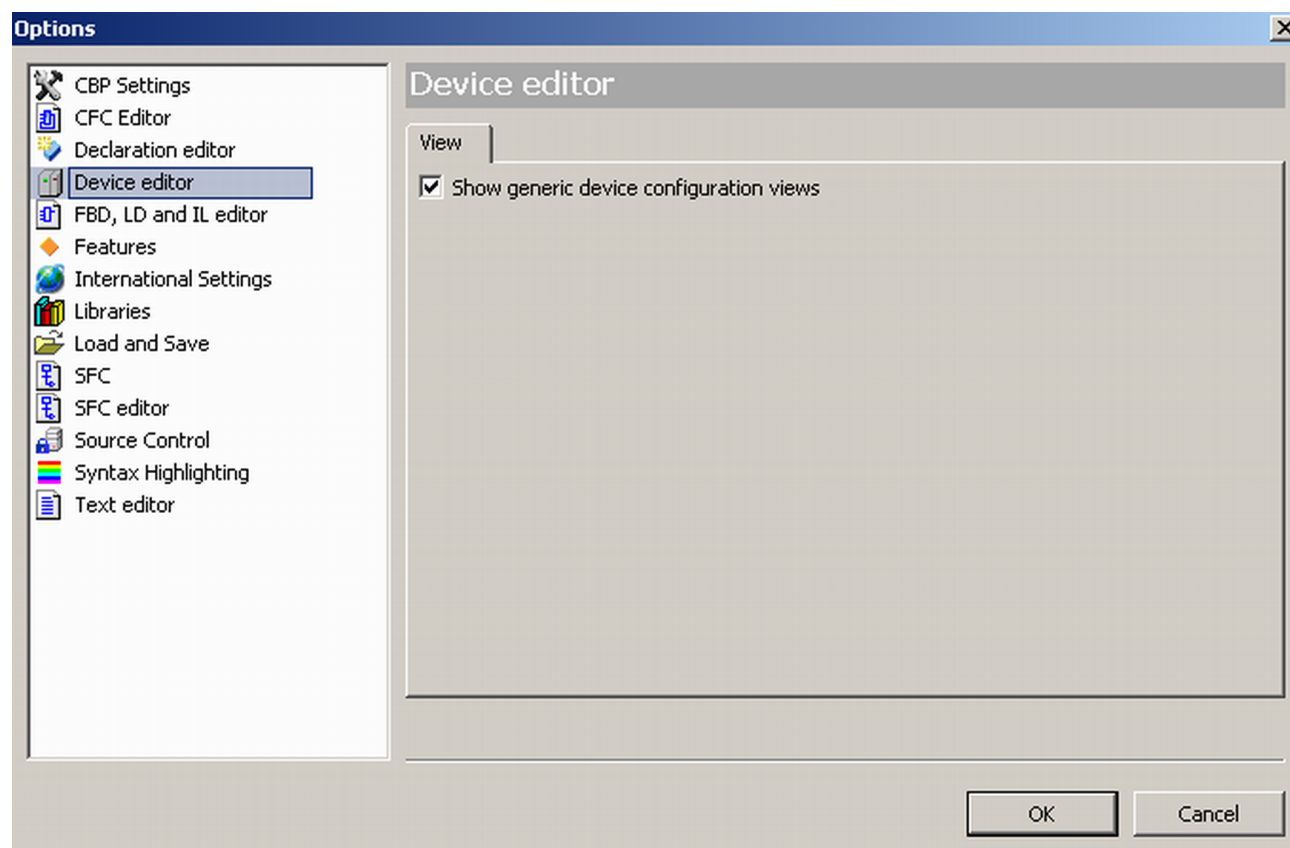 Options
CBP Settings
CFC Editor
Declaration editor
Device editor
FBD, LD and IL editor
Features
International Settings
Libraries
Load and Save
SFC
SFC editor
Source Control
Syntax Highlighting
Text editor
Device editor
View
Show generic device configuration views
OK
Cancel